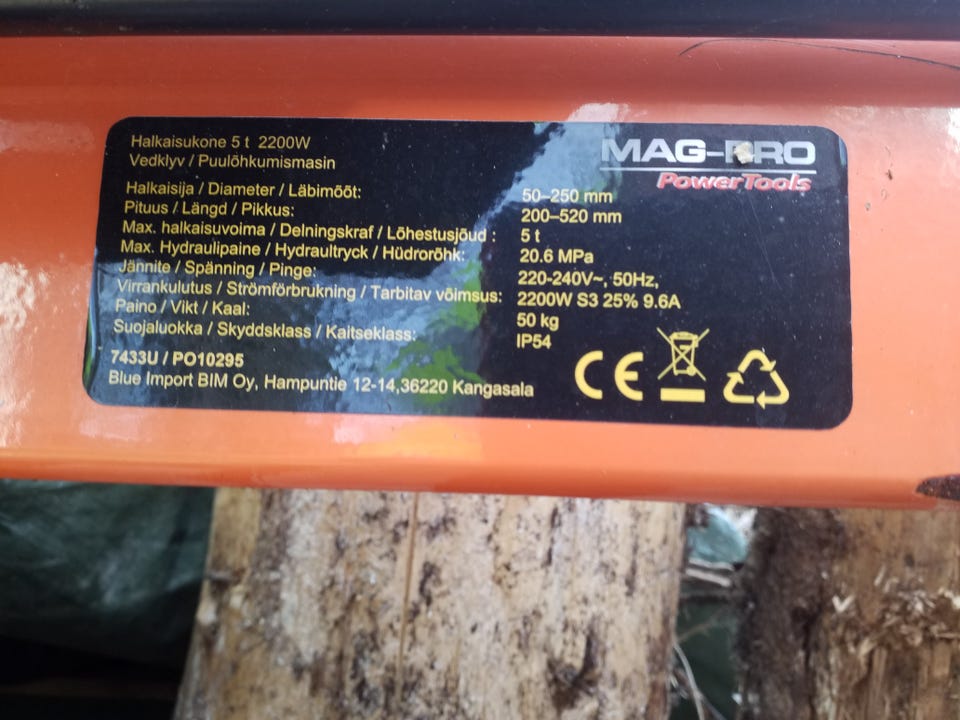 Halkaisukone 5 t 2200W
Vedklyv / Puulõhkumismasin
MAG-PRO
PowerTools
Halkaisija / Diameter / Läbimõõt: 50–250 mm
Pituus / Längd / Pikkus: 200–520 mm
Max. halkaisuvoima / Delningskraf / Lõhestusjõud : 5 t
Max. Hydraulipaine / Hydraultryck / Hüdrorõhk: 20.6 MPa
Jännite / Spänning / Pinge: 220-240V~, 50Hz,
Virrankulutus / Strömförbrukning / Tarbitav võimsus: 2200W S3 25% 9.6A
Paino / Vikt / Kaal: 50 kg
Suojaluokka / Skyddsklass / Kaitseklass: IP54
7433U / PO10295
Blue Import BIM Oy, Hampuntie 12-14,36220 Kangasala
CE